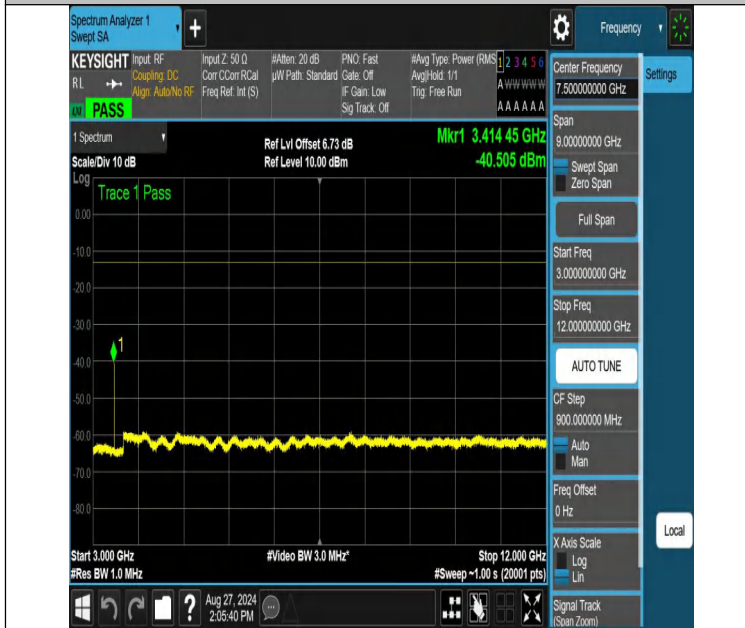 Spectrum Analyzer 1
Swept SA
+
Frequency
KEYSIGHT
RL
PASS
Input: RF
Coupling: DC
Align: Auto/No RF
Input Z: 50 Ω
Corr CCorr RCal
Freq Ref: Int (S)
#Atten: 20 dB
µW Path: Standard
PNO: Fast
Gate: Off
IF Gain: Low
Sig Track: Off
#Avg Type: Power (RMS
Avg|Hold: 1/1
Trig: Free Run
1 2 3 4 5 6
A W W W W W
A A A A A A
1 Spectrum
Scale/Div 10 dB
Log
Ref Lvl Offset 6.73 dB
Ref Level 10.00 dBm
Mkr1 3.414 45 GHz
-40.505 dBm
Trace 1 Pass
0.00
-10.0
-20.0
-30.0
-40.0
-50.0
-60.0
-70.0
-80.0
1
Start 3.000 GHz
#Res BW 1.0 MHz
#Video BW 3.0 MHz*
Stop 12.000 GHz
#Sweep ~1.00 s (20001 pts)
Center Frequency
7.500000000 GHz
Settings
Span
9.00000000 GHz
Swept Span
Zero Span
Full Span
Start Freq
3.000000000 GHz
Stop Freq
12.000000000 GHz
AUTO TUNE
CF Step
900.000000 MHz
Auto
Man
Freq Offset
0 Hz
X Axis Scale
Log
Lin
Local
Signal Track
(Span Zoom)
?
Aug 27, 2024
2:05:40 PM